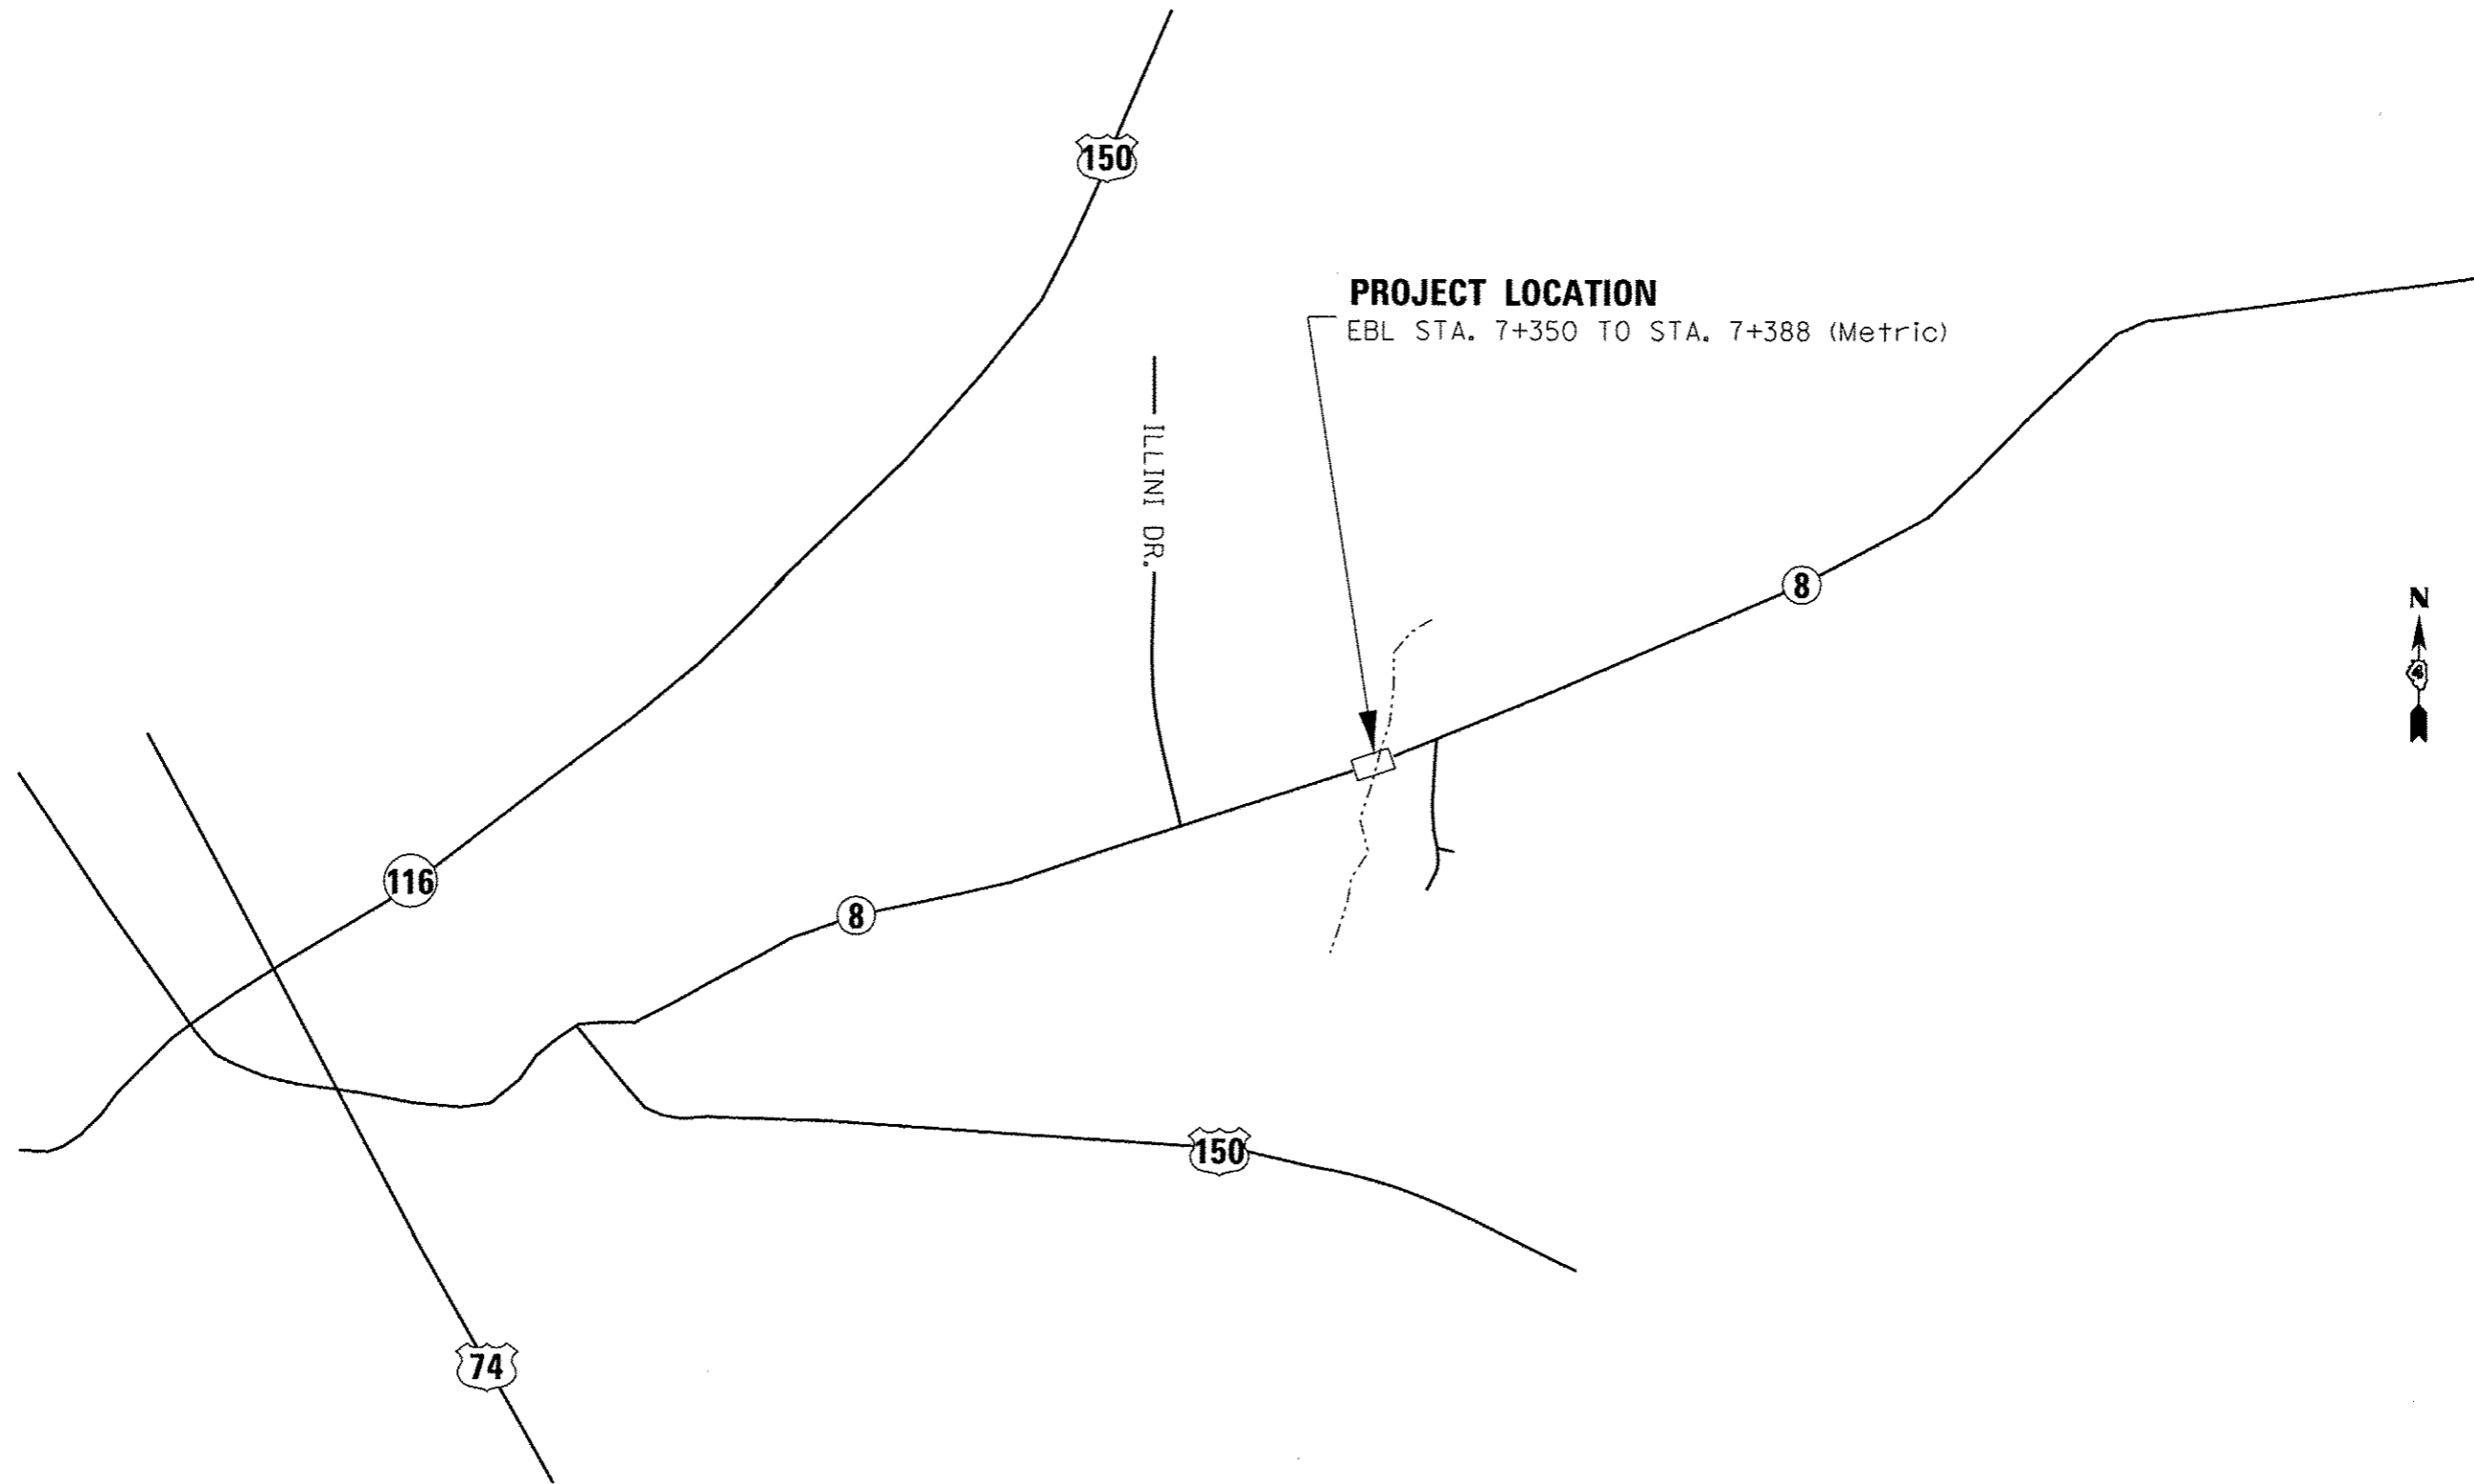 150
PROJECT LOCATION
EBL STA. 7+350 TO STA. 7+388 (Metric)
ILLINI DR.
8
N
4
116
8
150
74